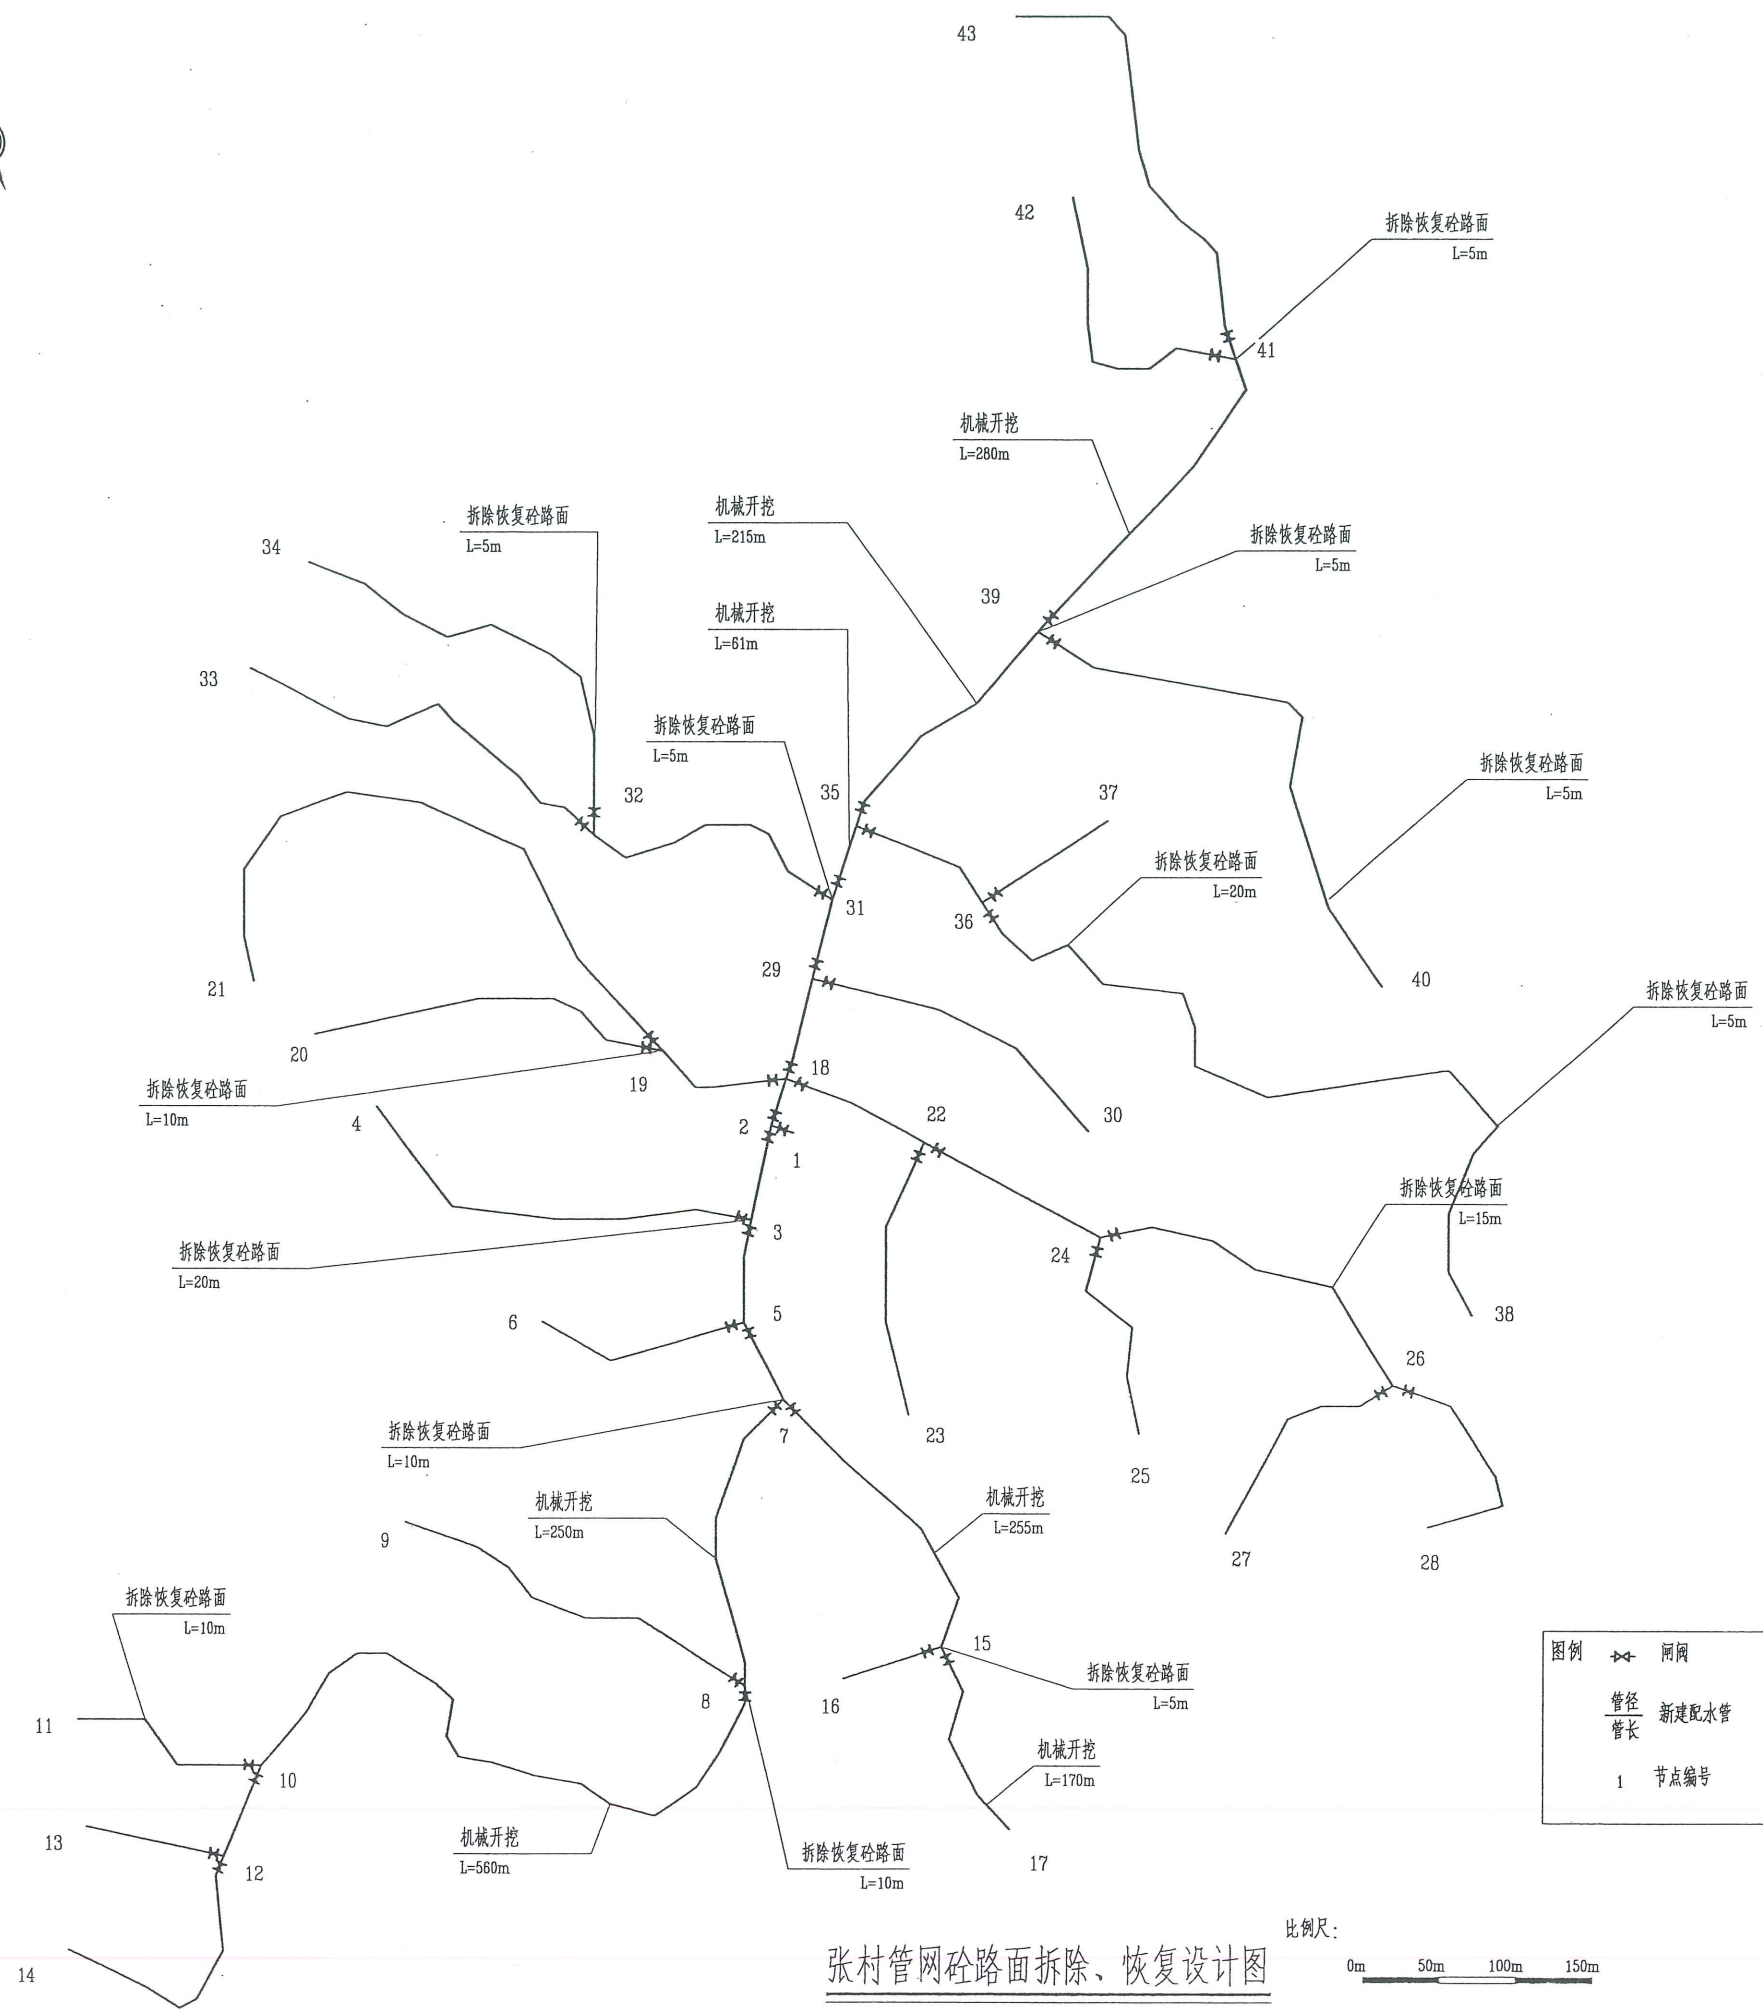 43
42
拆除恢复砼路面
L=5m
41
机械开挖
L=280m
机械开挖
L=215m
拆除恢复砼路面
L=5m
拆除恢复砼路面
L=5m
34
39
机械开挖
L=61m
33
拆除恢复砼路面
L=5m
拆除恢复砼路面
L=5m
32
35
37
拆除恢复砼路面
L=20m
31
36
29
40
21
拆除恢复砼路面
L=5m
20
18
19
拆除恢复砼路面
L=10m
4
2
22
30
1
拆除恢复砼路面
L=15m
3
24
拆除恢复砼路面
L=20m
5
6
38
26
拆除恢复砼路面
L=10m
7
23
25
机械开挖
L=250m
机械开挖
L=255m
9
27
28
拆除恢复砼路面
L=10m
15
拆除恢复砼路面
L=5m
8
16
11
10
机械开挖
L=170m
机械开挖
L=560m
拆除恢复砼路面
L=10m
13
12
17
14
图例
闸阀
管径
管长
新建配水管
1
节点编号
张村管网砼路面拆除、恢复设计图
比例尺：
0m 50m 100m 150m